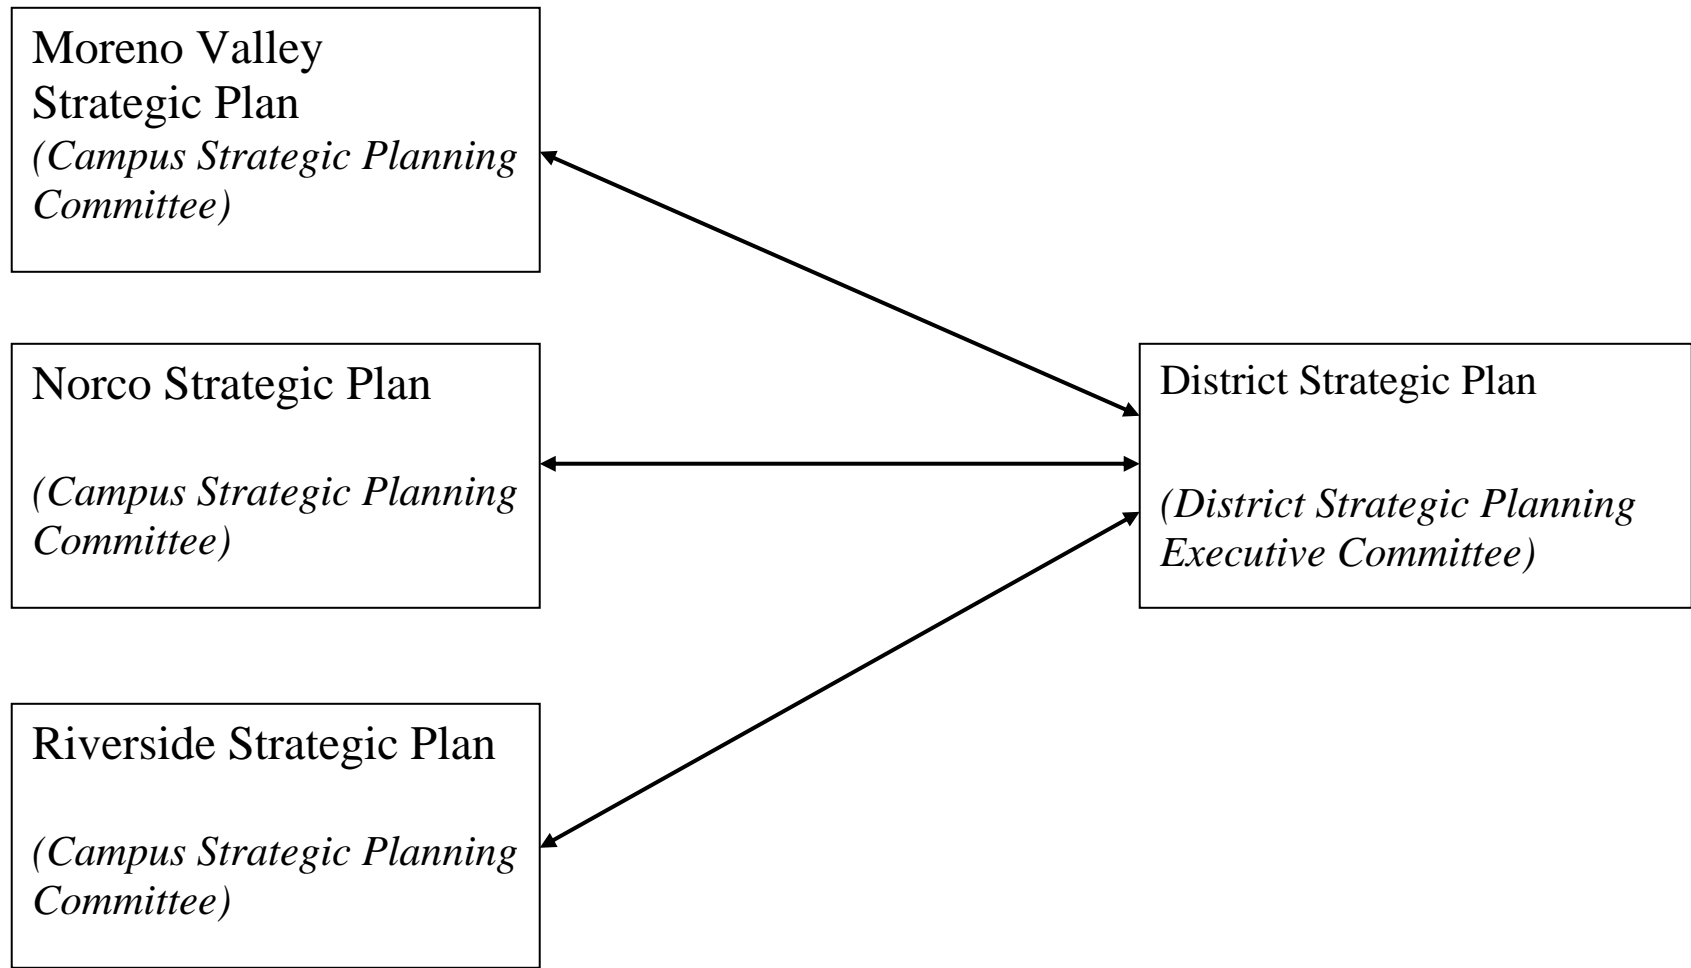 Moreno Valley
Strategic Plan
(Campus Strategic Planning
Committee)
Norco Strategic Plan
(Campus Strategic Planning
Committee)
Riverside Strategic Plan
(Campus Strategic Planning
Committee)
District Strategic Plan
(District Strategic Planning
Executive Committee)